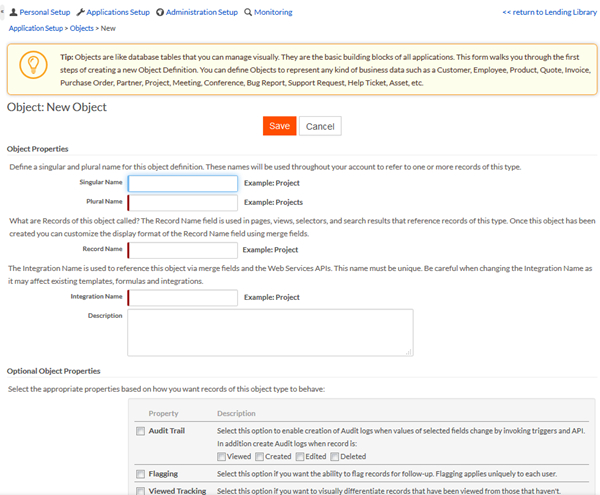 Personal Setup Applications Setup Administration Setup Monitoring << return to Lending Library
Application Setup > Objects > New
Tip: Objects are like database tables that you can manage visually. They are the basic building blocks of all applications. This form walks you through the first
steps of creating a new Object Definition. You can define Objects to represent any kind of business data such as a Customer, Employee, Product, Quote, Invoice,
Purchase Order, Partner, Project, Meeting, Conference, Bug Report, Support Request, Help Ticket, Asset, etc.
Object: New Object
Save Cancel
Object Properties
Define a singular and plural name for this object definition. These names will be used throughout your account to refer to one or more records of this type.
Singular Name Example: Project
Plural Name Example: Projects
What are Records of this object called? The Record Name field is used in pages, views, selectors, and search results that reference records of this type. Once this object has been
created you can customize the display format of the Record Name field using merge fields.
Record Name Example: Project
The Integration Name is used to reference this object via merge fields and the Web Services APIs. This name must be unique. Be careful when changing the Integration Name as
it may affect existing templates, formulas and integrations.
Integration Name Example: Project
Description
Optional Object Properties
Select the appropriate properties based on how you want records of this object type to behave:
Property Description
Audit Trail Select this option to enable creation of Audit logs when values of selected fields change by invoking triggers and API.
In addition create Audit logs when record is:
Viewed Created Edited Deleted
Flagging Select this option if you want the ability to flag records for follow-up. Flagging applies uniquely to each user.
Viewed Tracking Select this option if you want to visually differentiate records that have been viewed from those that haven't.